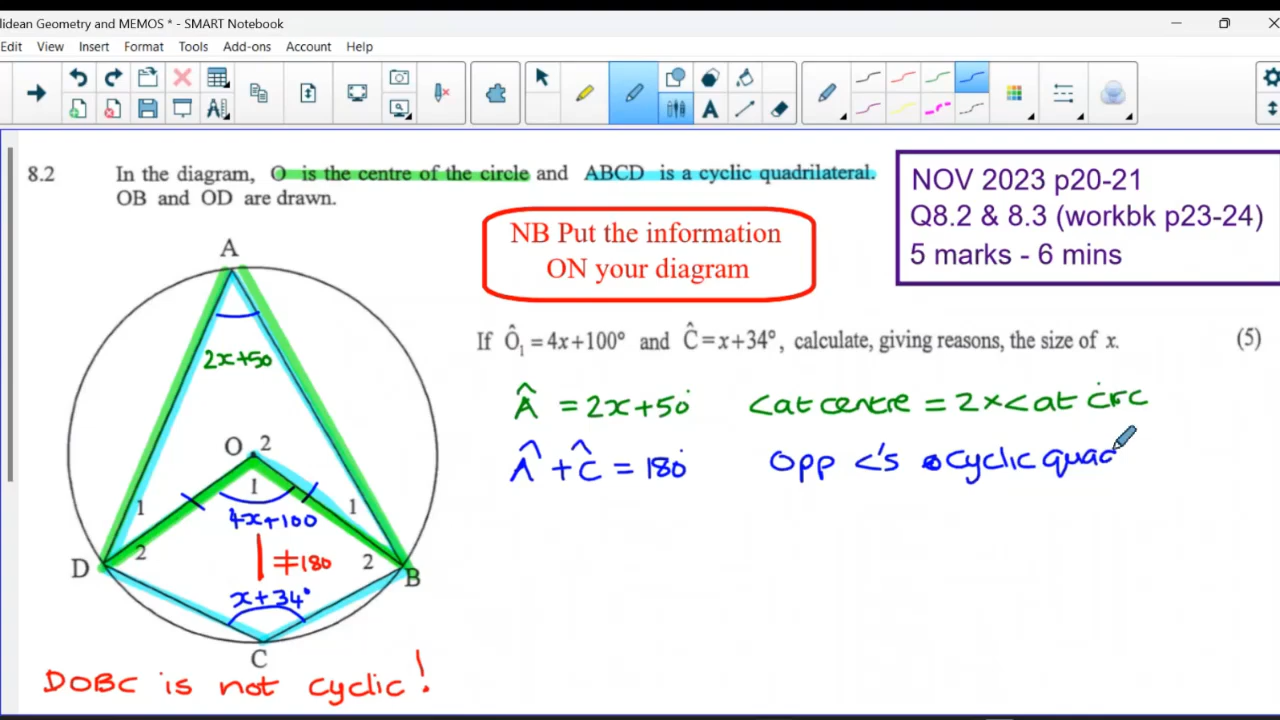 lidean Geometry and MEMOS * - SMART Notebook
Edit View Insert Format Tools Add-ons Account Help
8.2 In the diagram, O is the centre of the circle and ABCD is a cyclic quadrilateral.
OB and OD are drawn.
NOV 2023 p20-21
Q8.2 & 8.3 (workbk p23-24)
5 marks - 6 mins
NB Put the information
ON your diagram
If Ô₁ = 4x+100° and Ĉ = x+34°, calculate, giving reasons, the size of x. (5)
 = 2x+50° <at centre = 2x<at circ
 + Ĉ = 180° Opp <'s cyclic quad
A
2x+50
O 2
1
1 1
4x+100
D 2 2 B
≠180
x+34°
C
DOBC is not cyclic!